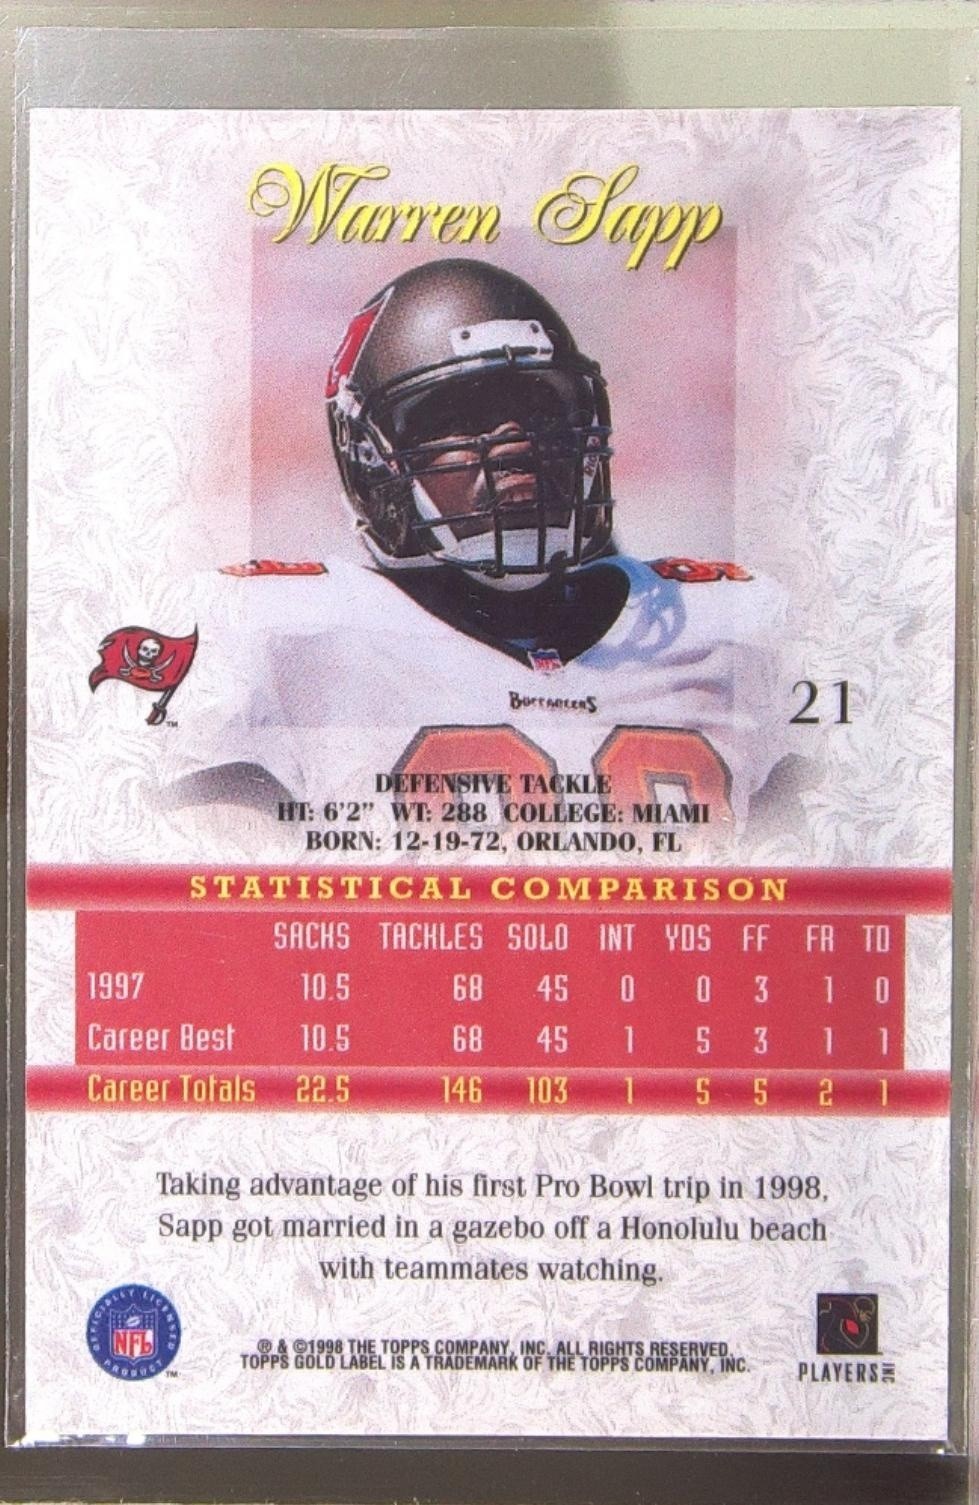 Warren Sapp
BUCCANEERS
21
DEFENSIVE TACKLE
HT: 6'2" WT: 288 COLLEGE: MIAMI
BORN: 12-19-72, ORLANDO, FL
STATISTICAL COMPARISON
SACKS TACKLES SOLO INT YDS FF FR TD
1997 10.5 68 45 0 0 3 1 0
Career Best 10.5 68 45 1 5 3 1 1
Career Totals 22.5 146 103 1 5 5 2 1
Taking advantage of his first Pro Bowl trip in 1998,
Sapp got married in a gazebo off a Honolulu beach
with teammates watching.
OFFICIALLY LICENSED
NFL
PRODUCT
TM
® & ©1998 THE TOPPS COMPANY, INC. ALL RIGHTS RESERVED.
TOPPS GOLD LABEL IS A TRADEMARK OF THE TOPPS COMPANY, INC.
PLAYERS INC